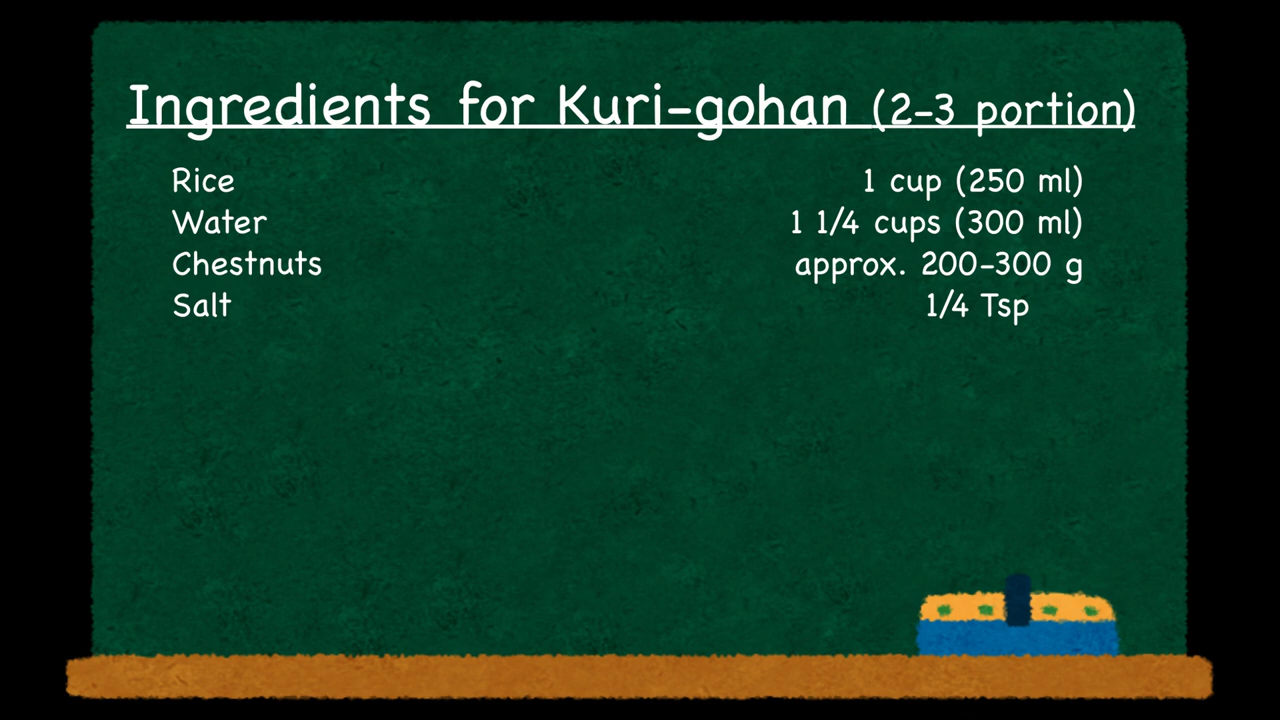 Ingredients for Kuri-gohan (2-3 portion)
Rice 1 cup (250 ml)
Water 1 1/4 cups (300 ml)
Chestnuts approx. 200-300 g
Salt 1/4 Tsp